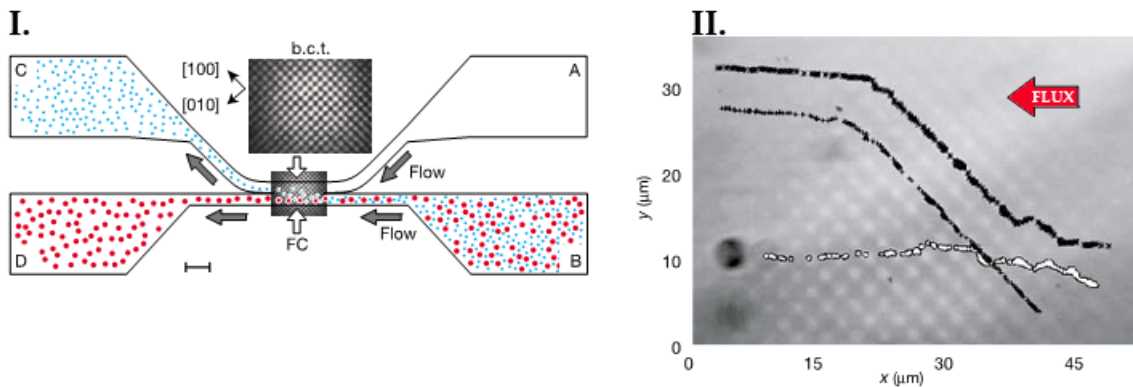 I.
b.c.t.
C
[100]
[010]
A
Flow
FC
Flow
D
B
II.
FLUX
30
20
10
0
y (μm)
0
15
30
45
x (μm)